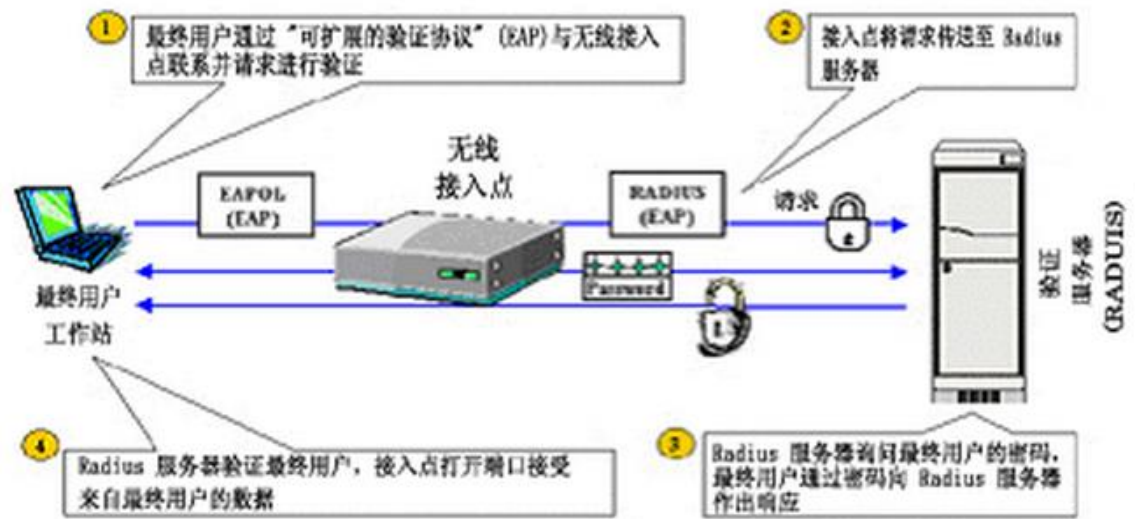 1
最终用户通过“可扩展的验证协议”(EAP)与无线接入
点联系并请求进行验证
2
接入点将请求传送至 Radius
服务器
无线
接入点
EAPOL
(EAP)
RADIUS
(EAP)
请求
Password
最终用户
工作站
验证
服务器
(RADUIS)
4
Radius 服务器验证最终用户，接入点打开端口接受
来自最终用户的数据
3
Radius 服务器询问最终用户的密码，
最终用户通过密码向 Radius 服务器
作出响应